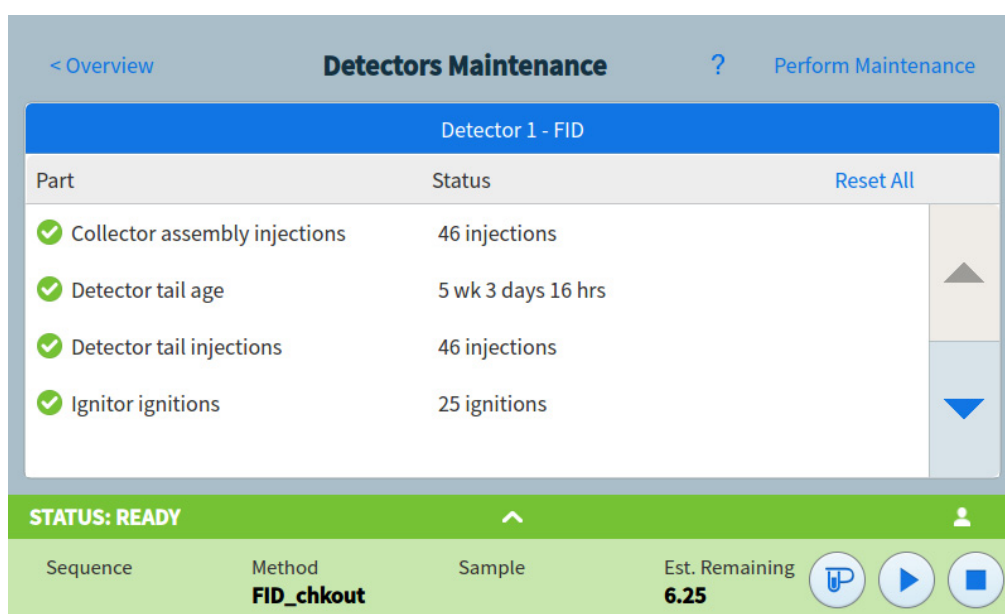 < Overview Detectors Maintenance ? Perform Maintenance
Detector 1 - FID
Part Status Reset All
Collector assembly injections 46 injections
Detector tail age 5 wk 3 days 16 hrs
Detector tail injections 46 injections
Ignitor ignitions 25 ignitions
STATUS: READY
Sequence Method Sample Est. Remaining
FID_chkout 6.25